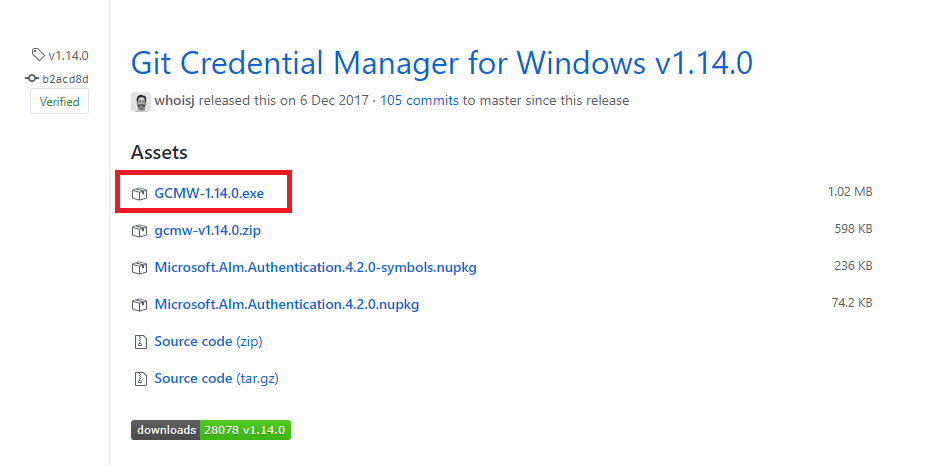 v1.14.0
b2acd8d
Verified
Git Credential Manager for Windows v1.14.0
whoisj released this on 6 Dec 2017 · 105 commits to master since this release
Assets
GCMW-1.14.0.exe 1.02 MB
gcmw-v1.14.0.zip 598 KB
Microsoft.Alm.Authentication.4.2.0-symbols.nupkg 236 KB
Microsoft.Alm.Authentication.4.2.0.nupkg 74.2 KB
Source code (zip)
Source code (tar.gz)
downloads 28078 v1.14.0